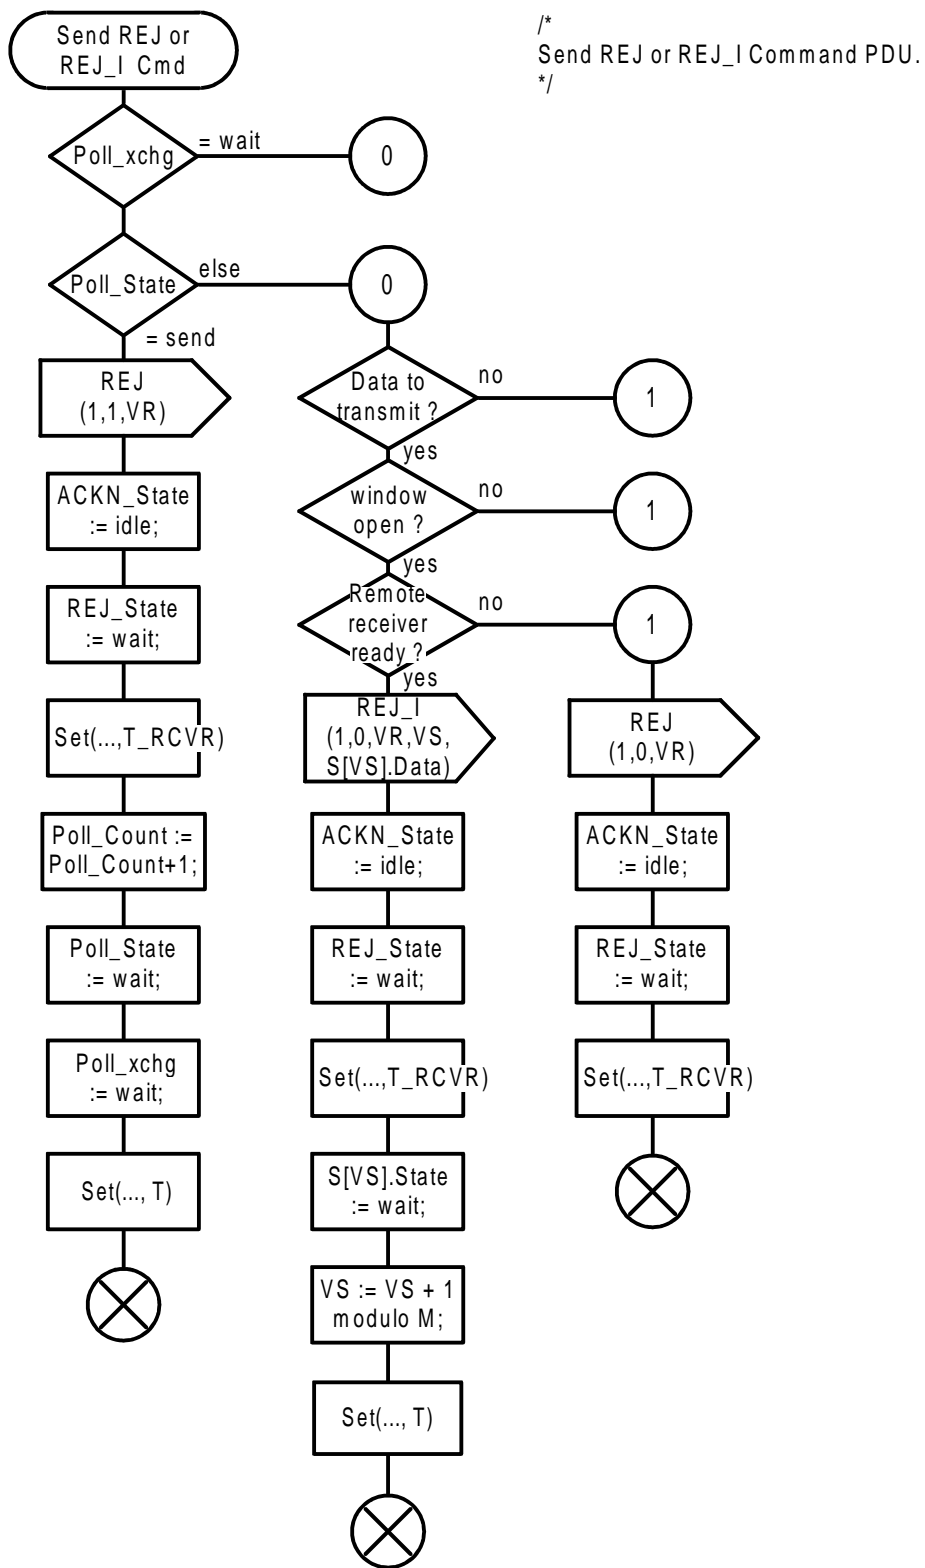 Send REJ or
REJ_I Cmd
/*
Send REJ or REJ_I Command PDU.
*/
Poll_xchg
= wait
0
Poll_State
else
0
= send
REJ
(1,1,VR)
Data to
transmit ?
no
1
yes
ACKN_State
:= idle;
window
open ?
no
1
yes
REJ_State
:= wait;
Remote
receiver
ready ?
no
1
yes
Set(...,T_RCVR)
REJ_I
(1,0,VR,VS,
S[VS].Data)
REJ
(1,0,VR)
Poll_Count :=
Poll_Count+1;
ACKN_State
:= idle;
ACKN_State
:= idle;
Poll_State
:= wait;
REJ_State
:= wait;
REJ_State
:= wait;
Poll_xchg
:= wait;
Set(...,T_RCVR)
Set(...,T_RCVR)
Set(..., T)
S[VS].State
:= wait;
VS := VS + 1
modulo M;
Set(..., T)